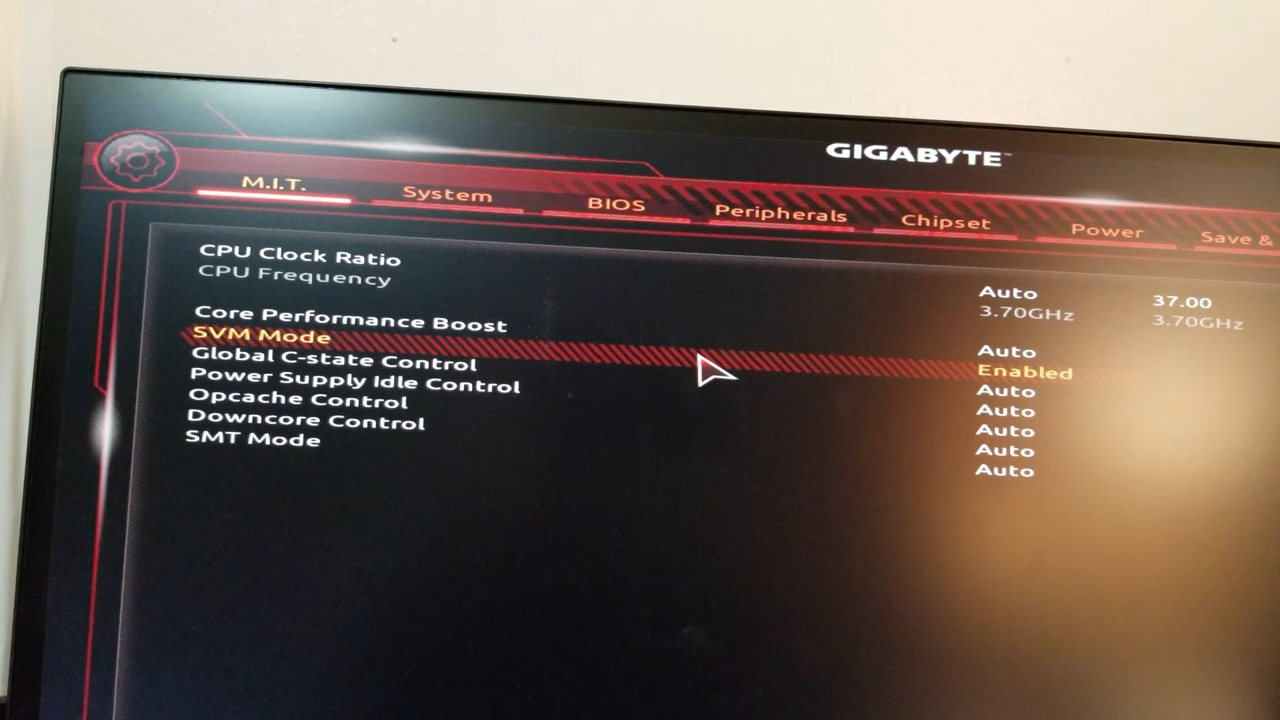 GIGABYTE™
M.I.T. System BIOS Peripherals Chipset Power Save &
CPU Clock Ratio Auto 37.00
CPU Frequency 3.70GHz 3.70GHz
Core Performance Boost Auto
SVM Mode Enabled
Global C-state Control Auto
Power Supply Idle Control Auto
Opcache Control Auto
Downcore Control Auto
SMT Mode Auto